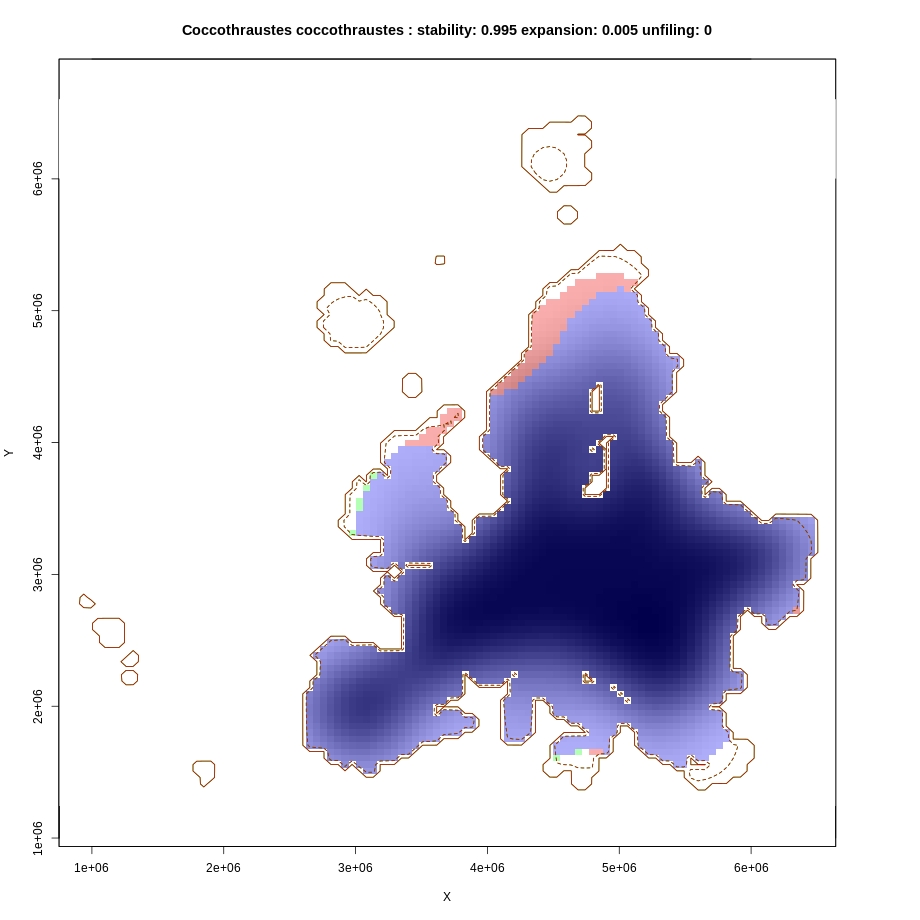 Coccothraustes coccothraustes : stability: 0.995 expansion: 0.005 unfiling: 0
6e+06
5e+06
4e+06
Y
3e+06
2e+06
1e+06
1e+06 2e+06 3e+06 4e+06 5e+06 6e+06
X